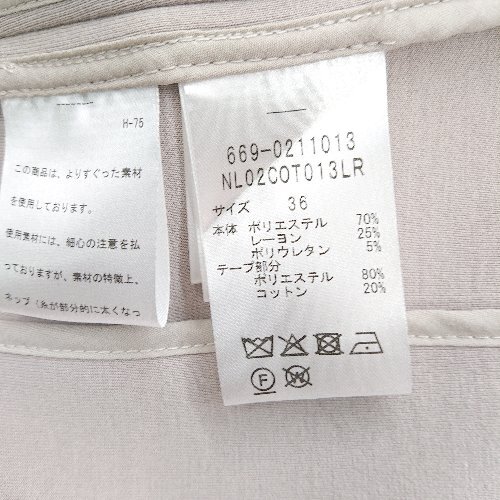 H-75
この商品は、よりすぐった素材
を使用しております。
使用素材には、細心の注意を払
っておりますが、素材の特徴上、
ネップ（糸が部分的に太くなっ
669-0211013
NL02COT013LR
サイズ 36
本体 ポリエステル 70%
レーヨン 25%
ポリウレタン 5%
テープ部分
ポリエステル 80%
コットン 20%
F
W